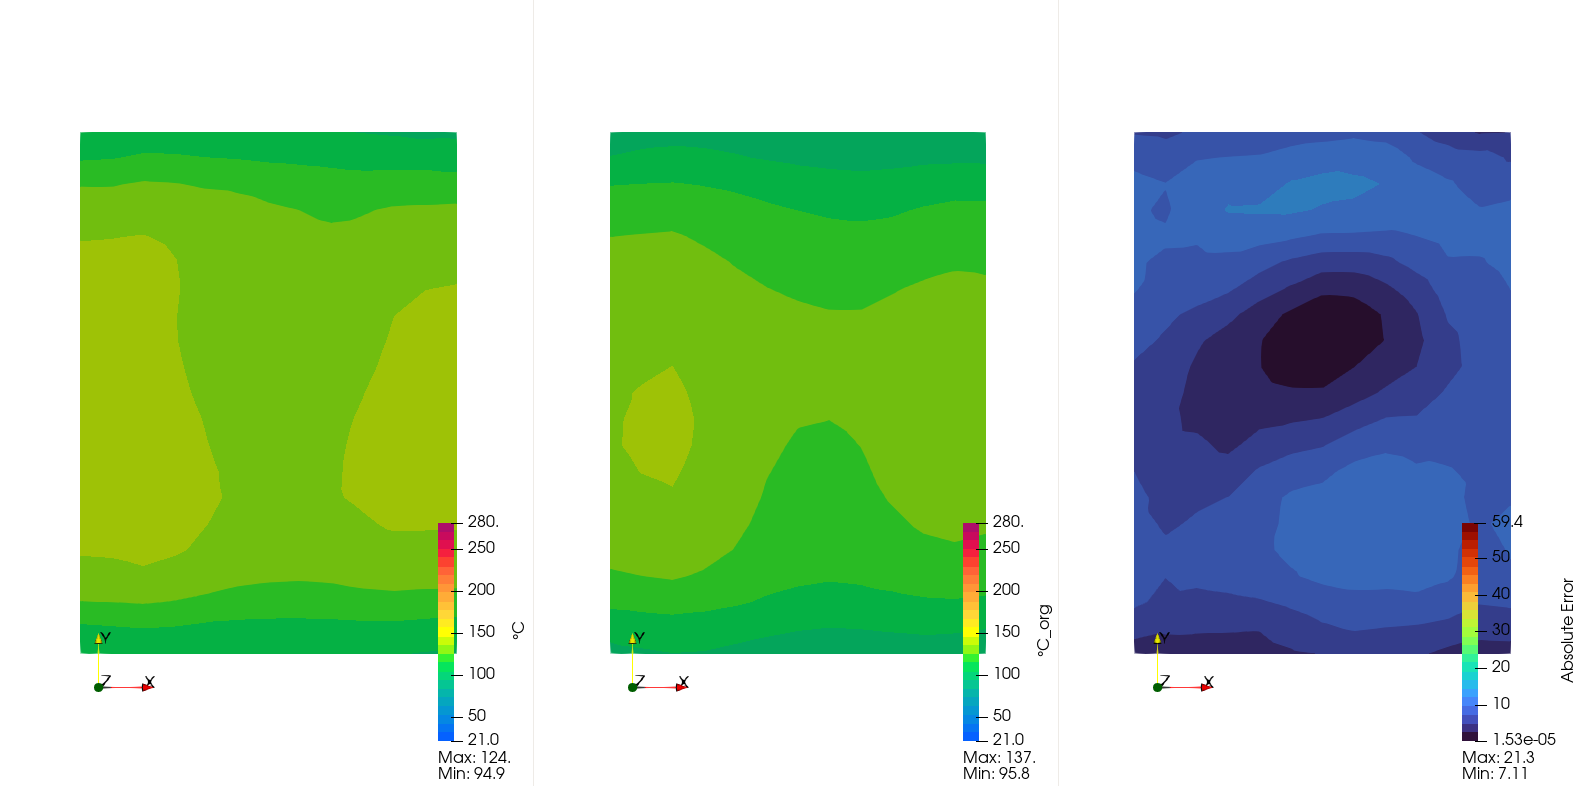 280.
250
200
150
100
50
21.0
°C
Max: 124.
Min: 94.9
Y
Z
X
280.
250
200
150
100
50
21.0
°C_org
Max: 137.
Min: 95.8
Y
Z
X
59.4
50
40
30
20
10
1.53e-05
Absolute Error
Max: 21.3
Min: 7.11
Y
Z
X